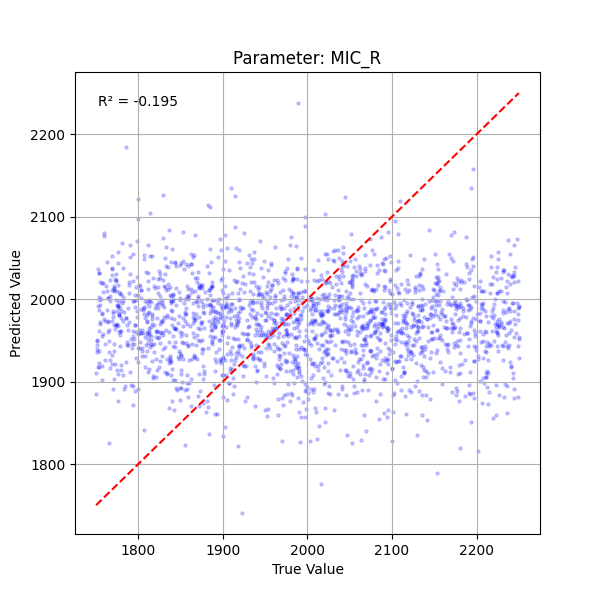 Parameter: MIC_R
R² = -0.195
2200
2100
2000
1900
1800
Predicted Value
1800 1900 2000 2100 2200
True Value